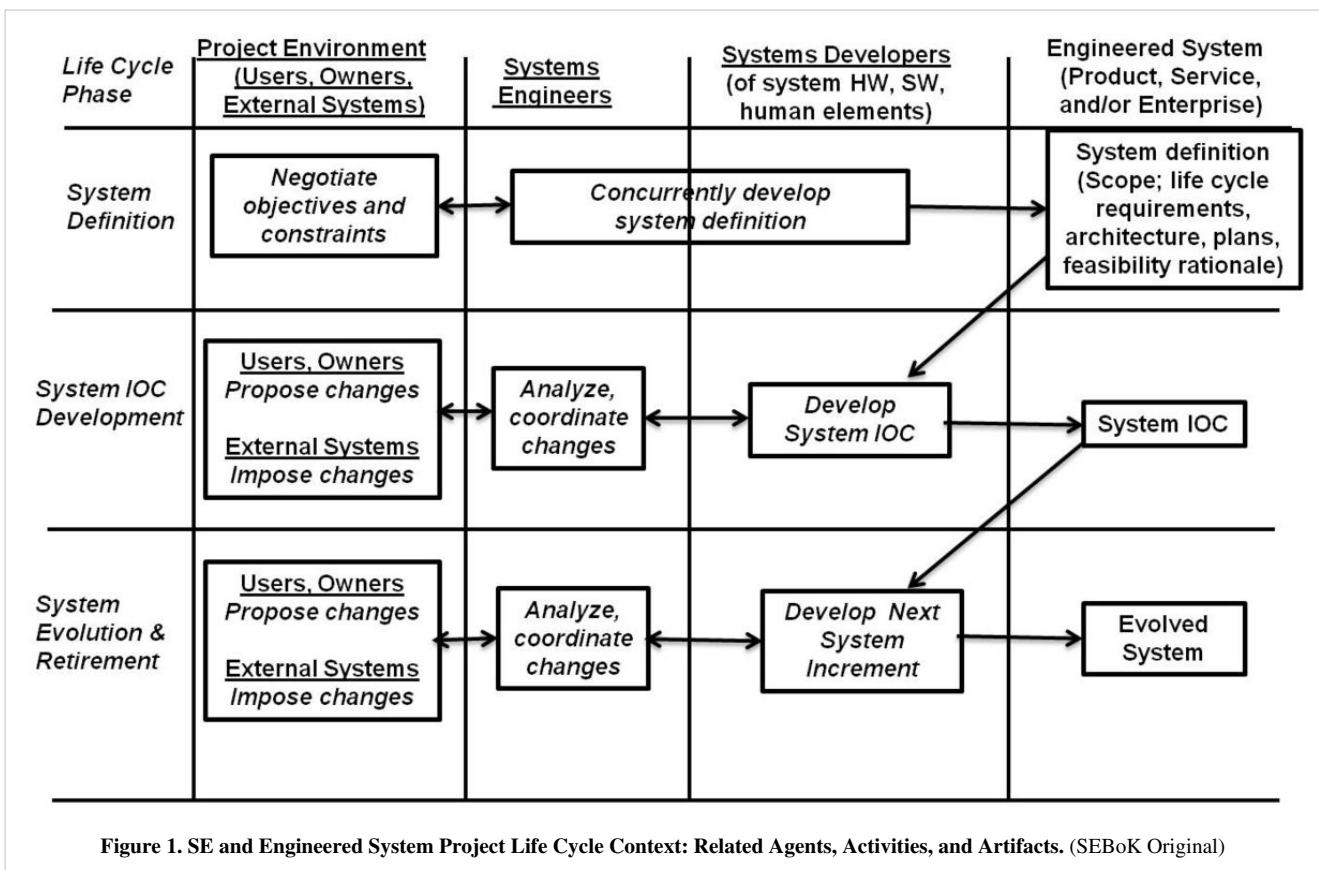 Life Cycle
Phase
Project Environment
(Users, Owners,
External Systems)
Systems
Engineers
Systems Developers
(of system HW, SW,
human elements)
Engineered System
(Product, Service,
and/or Enterprise)
System
Definition
Negotiate
objectives and
constraints
Concurrently develop
system definition
System definition
(Scope; life cycle
requirements,
architecture, plans,
feasibility rationale)
System IOC
Development
Users, Owners
Propose changes
External Systems
Impose changes
Analyze,
coordinate
changes
Develop
System IOC
System IOC
System
Evolution &
Retirement
Users, Owners
Propose changes
External Systems
Impose changes
Analyze,
coordinate
changes
Develop Next
System
Increment
Evolved
System
Figure 1. SE and Engineered System Project Life Cycle Context: Related Agents, Activities, and Artifacts. (SEBoK Original)